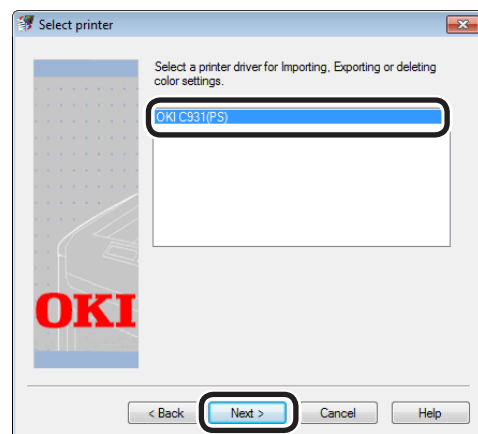 Select printer
Select a printer driver for Importing, Exporting or deleting
color settings.
OKI C931(PS)
OKI
< Back
Next >
Cancel
Help